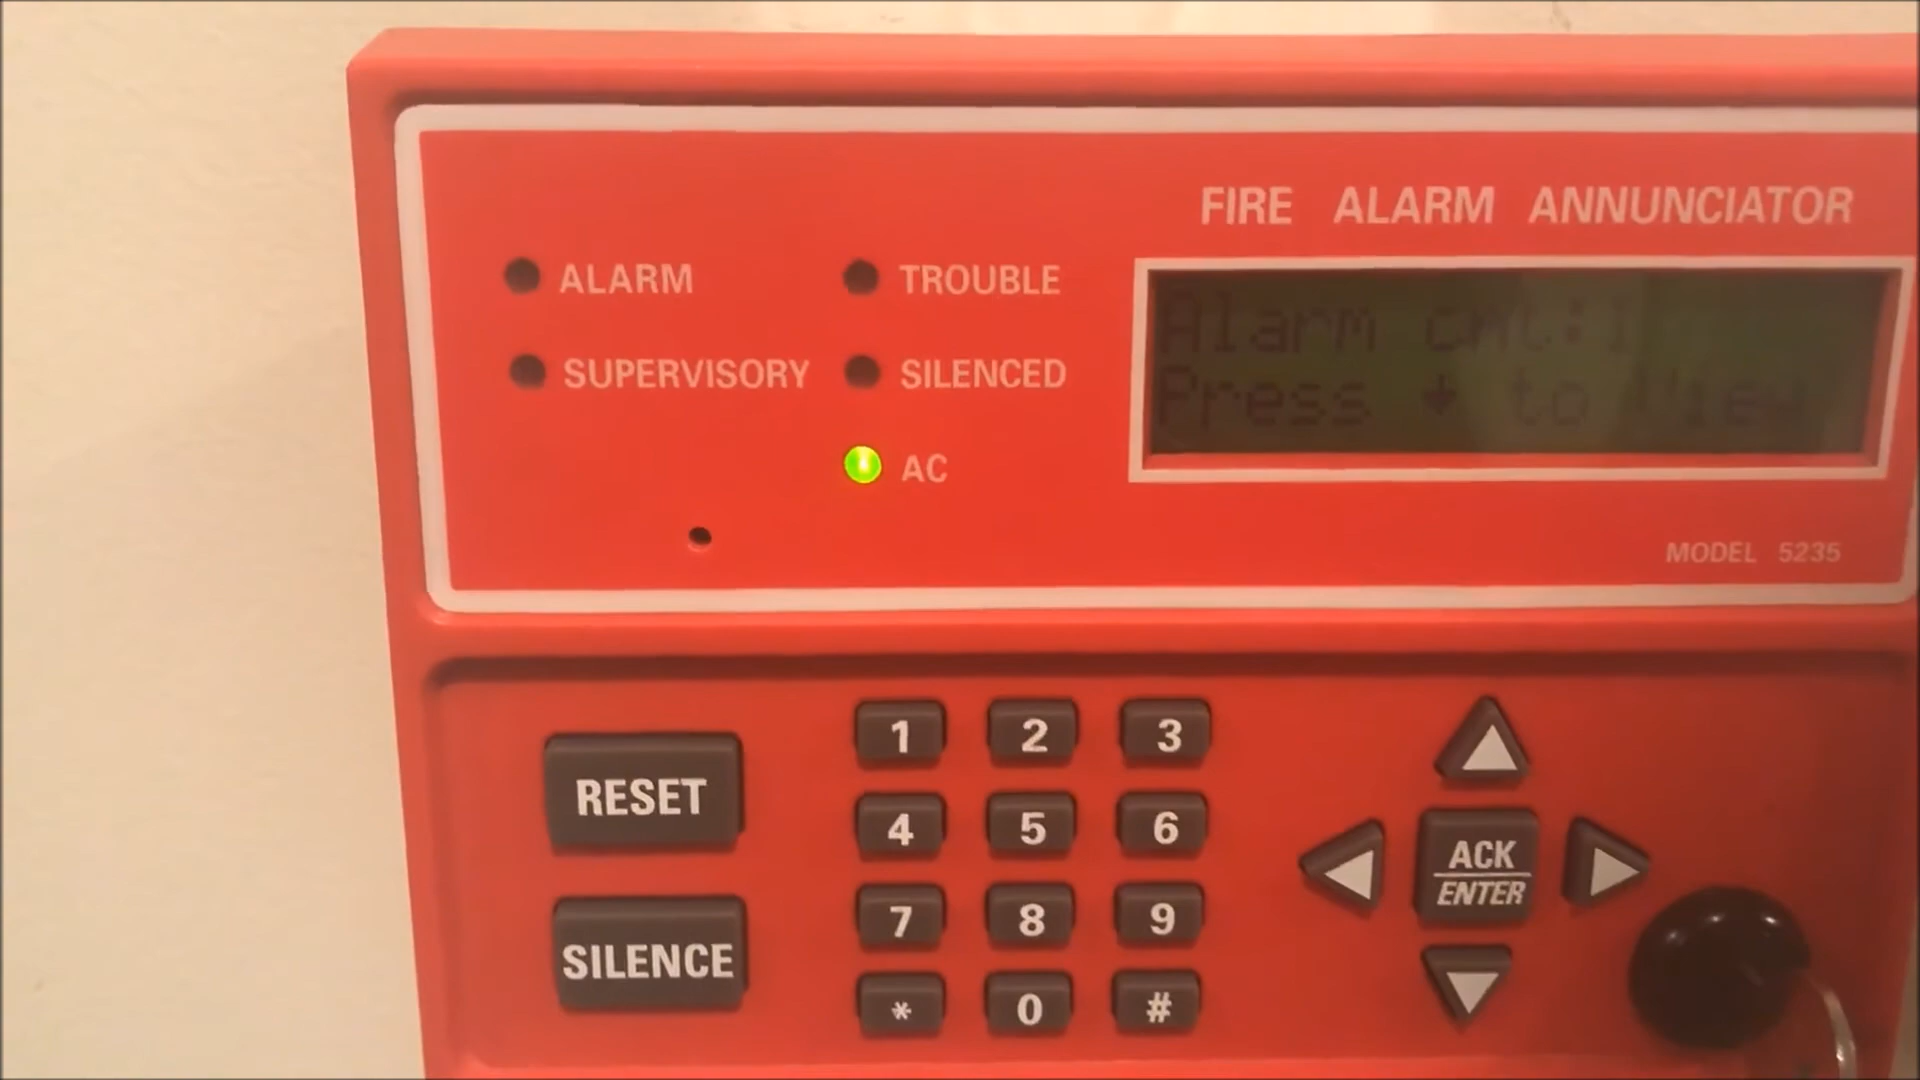 FIRE ALARM ANNUNCIATOR
ALARM
TROUBLE
SUPERVISORY
SILENCED
AC
Alarm cnt:1
Press ↓ to View
MODEL 5235
RESET
SILENCE
1 2 3
4 5 6
7 8 9
* 0 #
ACK
ENTER